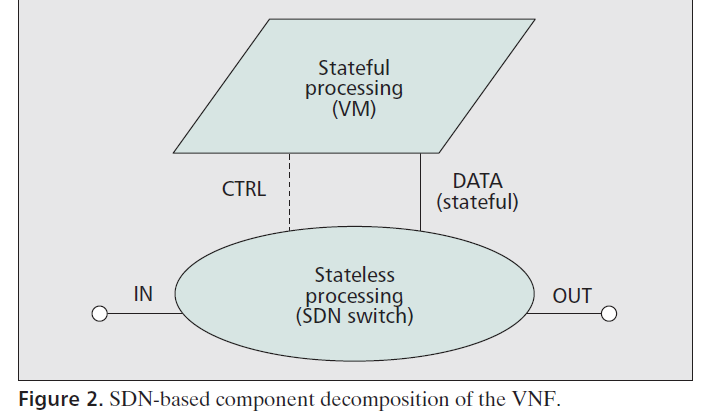 Stateful
processing
(VM)
CTRL
DATA
(stateful)
Stateless
processing
(SDN switch)
IN
OUT
Figure 2. SDN-based component decomposition of the VNF.